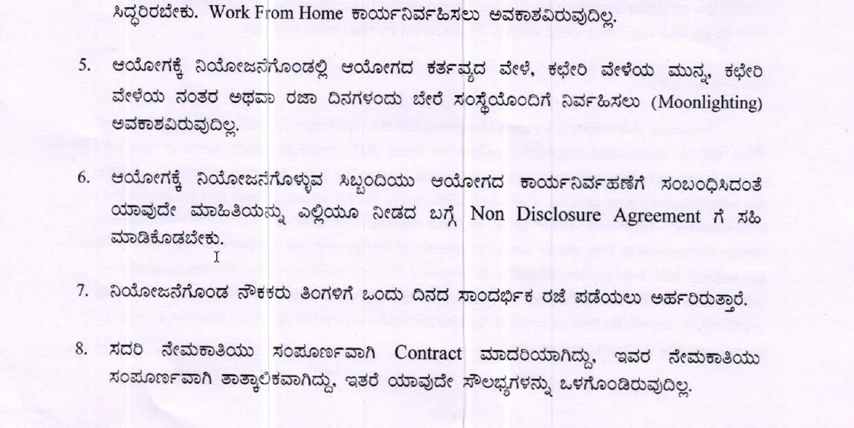 ಸಿದ್ಧರಿರಬೇಕು. Work From Home ಕಾರ್ಯನಿರ್ವಹಿಸಲು ಅವಕಾಶವಿರುವುದಿಲ್ಲ.
5. ಆಯೋಗಕ್ಕೆ ನಿಯೋಜನೆಗೊಂಡಲ್ಲಿ ಆಯೋಗದ ಕರ್ತವ್ಯದ ವೇಳೆ, ಕಛೇರಿ ವೇಳೆಯ ಮುನ್ನ, ಕಛೇರಿ
ವೇಳೆಯ ನಂತರ ಅಥವಾ ರಜಾ ದಿನಗಳಂದು ಬೇರೆ ಸಂಸ್ಥೆಯೊಂದಿಗೆ ನಿರ್ವಹಿಸಲು (Moonlighting)
ಅವಕಾಶವಿರುವುದಿಲ್ಲ.
6. ಆಯೋಗಕ್ಕೆ ನಿಯೋಜನೆಗೊಳ್ಳುವ ಸಿಬ್ಬಂದಿಯು ಆಯೋಗದ ಕಾರ್ಯನಿರ್ವಹಣೆಗೆ ಸಂಬಂಧಿಸಿದಂತೆ
ಯಾವುದೇ ಮಾಹಿತಿಯನ್ನು ಎಲ್ಲಿಯೂ ನೀಡದ ಬಗ್ಗೆ Non Disclosure Agreement ಗೆ ಸಹಿ
ಮಾಡಿಕೊಡಬೇಕು.
7. ನಿಯೋಜನೆಗೊಂಡ ನೌಕಕರು ತಿಂಗಳಿಗೆ ಒಂದು ದಿನದ ಸಾಂದರ್ಭಿಕ ರಜೆ ಪಡೆಯಲು ಅರ್ಹರಿರುತ್ತಾರೆ.
8. ಸದರಿ ನೇಮಕಾತಿಯು ಸಂಪೂರ್ಣವಾಗಿ Contract ಮಾದರಿಯಾಗಿದ್ದು, ಇವರ ನೇಮಕಾತಿಯು
ಸಂಪೂರ್ಣವಾಗಿ ತಾತ್ಕಾಲಿಕವಾಗಿದ್ದು, ಇತರೆ ಯಾವುದೇ ಸೌಲಭ್ಯಗಳನ್ನು ಒಳಗೊಂಡಿರುವುದಿಲ್ಲ.